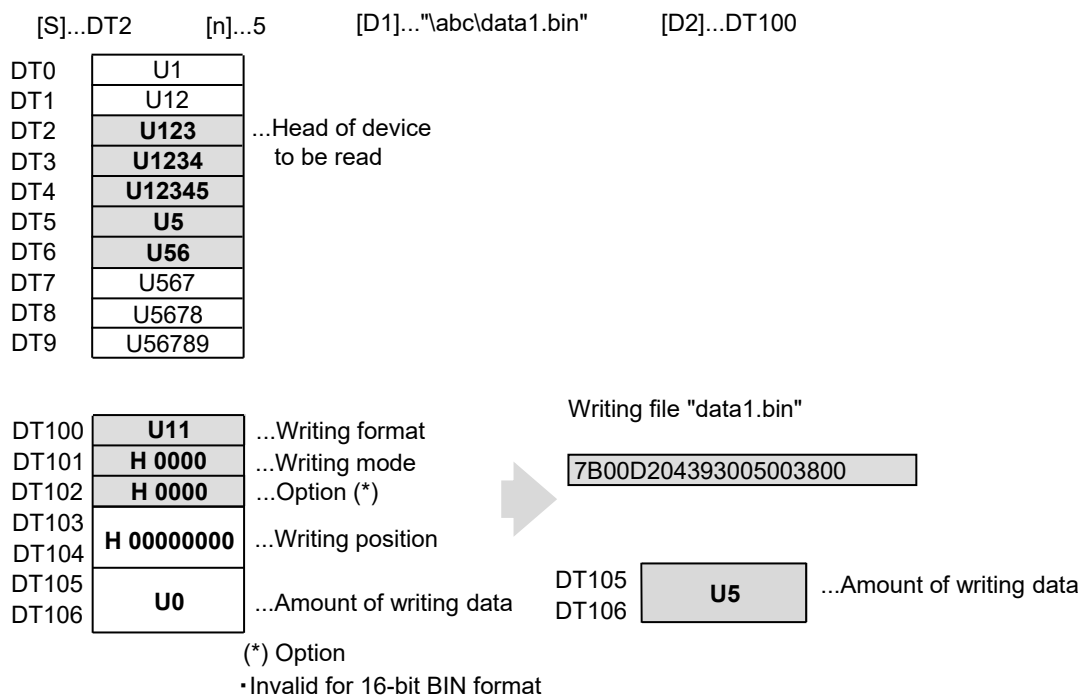 [S]...DT2 [n]...5 [D1]..."\abc\data1.bin" [D2]...DT100
DT0 U1
DT1 U12
DT2 U123 ...Head of device
DT3 U1234 to be read
DT4 U12345
DT5 U5
DT6 U56
DT7 U567
DT8 U5678
DT9 U56789
Writing file "data1.bin"
DT100 U11 ...Writing format
DT101 H 0000 ...Writing mode
7B00D204393005003800
DT102 H 0000 ...Option (*)
DT103
H 00000000 ...Writing position
DT104
DT105
U0 ...Amount of writing data
DT106
DT105
U5 ...Amount of writing data
DT106
(*) Option
・Invalid for 16-bit BIN format